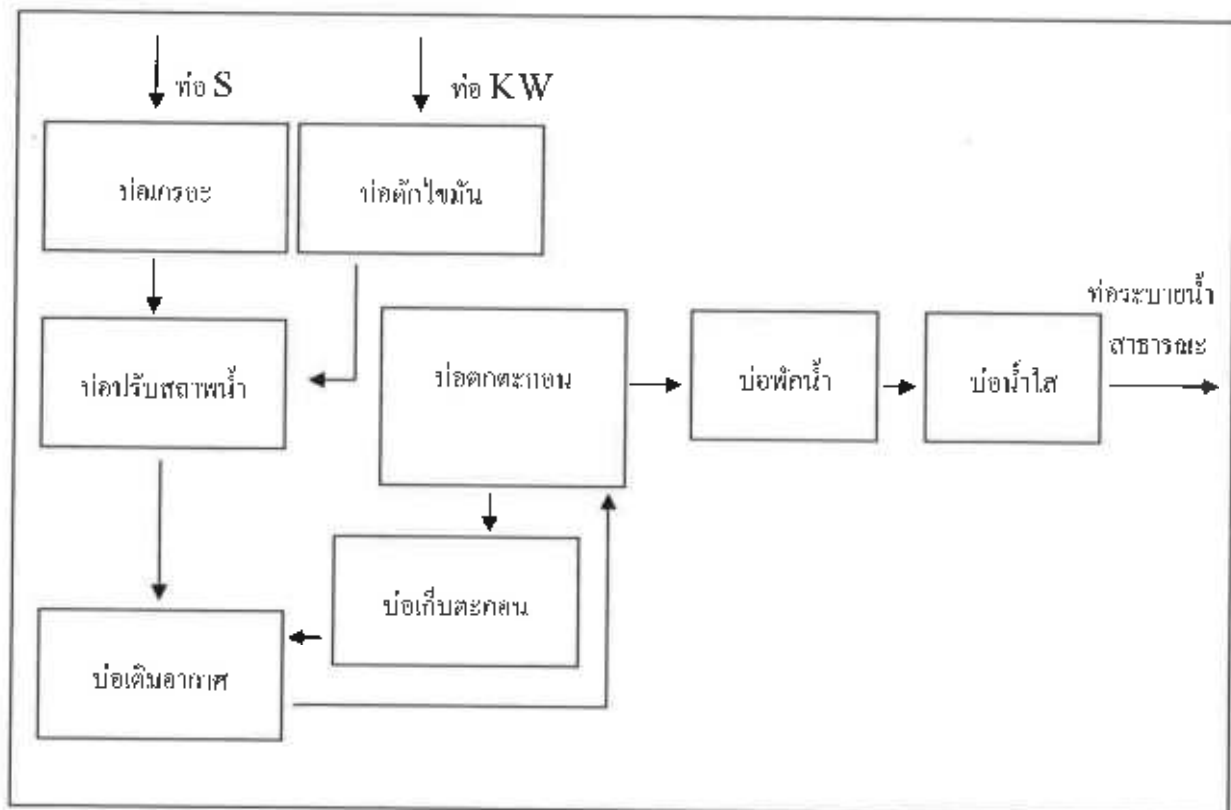 ท่อ S
ท่อ KW
บ่อเกรอะ
บ่อดักไขมัน
ท่อระบายน้ำ
สาธารณะ
บ่อปรับสภาพน้ำ
บ่อตกตะกอน
บ่อพักน้ำ
บ่อน้ำใส
บ่อเก็บตะกอน
บ่อเติมอากาศ